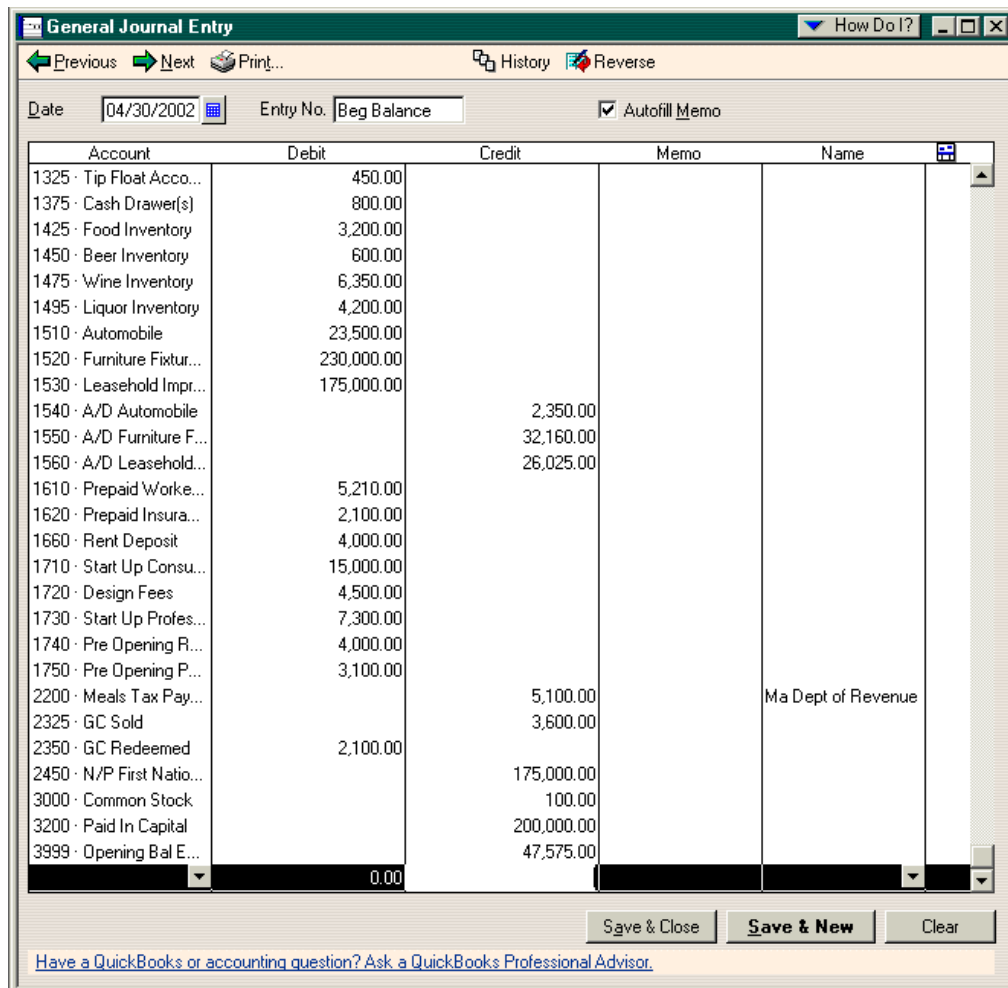 General Journal Entry How Do I?
Previous Next Print... History Reverse
Date 04/30/2002 Entry No. Beg Balance Autofill Memo
Account Debit Credit Memo Name
1325 · Tip Float Acco... 450.00
1375 · Cash Drawer(s) 800.00
1425 · Food Inventory 3,200.00
1450 · Beer Inventory 600.00
1475 · Wine Inventory 6,350.00
1495 · Liquor Inventory 4,200.00
1510 · Automobile 23,500.00
1520 · Furniture Fixtur... 230,000.00
1530 · Leasehold Impr... 175,000.00
1540 · A/D Automobile 2,350.00
1550 · A/D Furniture F... 32,160.00
1560 · A/D Leasehold... 26,025.00
1610 · Prepaid Worke... 5,210.00
1620 · Prepaid Insura... 2,100.00
1660 · Rent Deposit 4,000.00
1710 · Start Up Consu... 15,000.00
1720 · Design Fees 4,500.00
1730 · Start Up Profes... 7,300.00
1740 · Pre Opening R... 4,000.00
1750 · Pre Opening P... 3,100.00
2200 · Meals Tax Pay... 5,100.00 Ma Dept of Revenue
2325 · GC Sold 3,600.00
2350 · GC Redeemed 2,100.00
2450 · N/P First Natio... 175,000.00
3000 · Common Stock 100.00
3200 · Paid In Capital 200,000.00
3999 · Opening Bal E... 47,575.00
0.00
Save & Close Save & New Clear
Have a QuickBooks or accounting question? Ask a QuickBooks Professional Advisor.